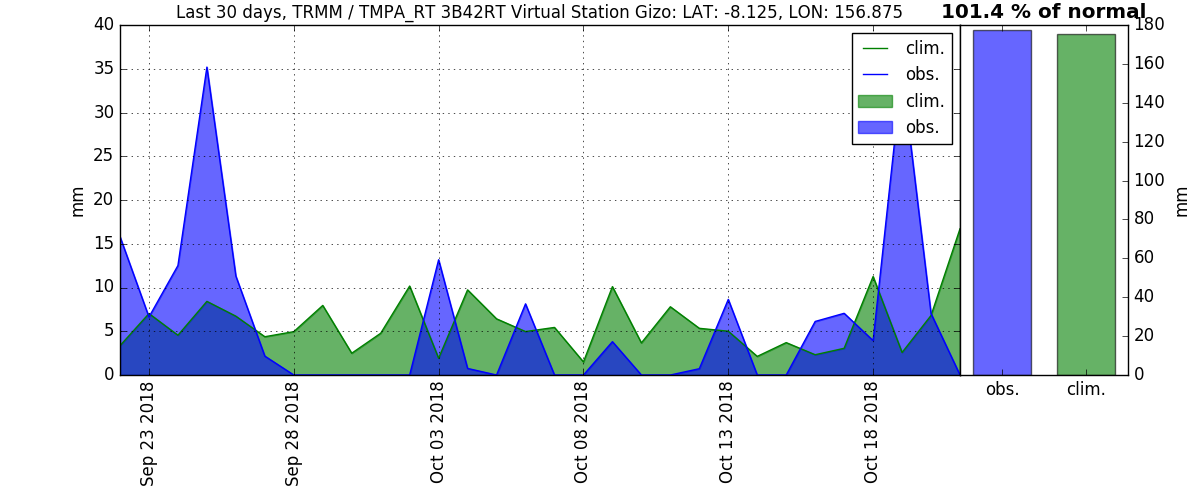 Last 30 days, TRMM / TMPA_RT 3B42RT Virtual Station Gizo: LAT: -8.125, LON: 156.875
101.4 % of normal
40
35
30
25
20
15
10
5
0
mm
clim.
obs.
clim.
obs.
180
160
140
120
100
80
60
40
20
0
mm
Sep 23 2018
Sep 28 2018
Oct 03 2018
Oct 08 2018
Oct 13 2018
Oct 18 2018
obs.
clim.